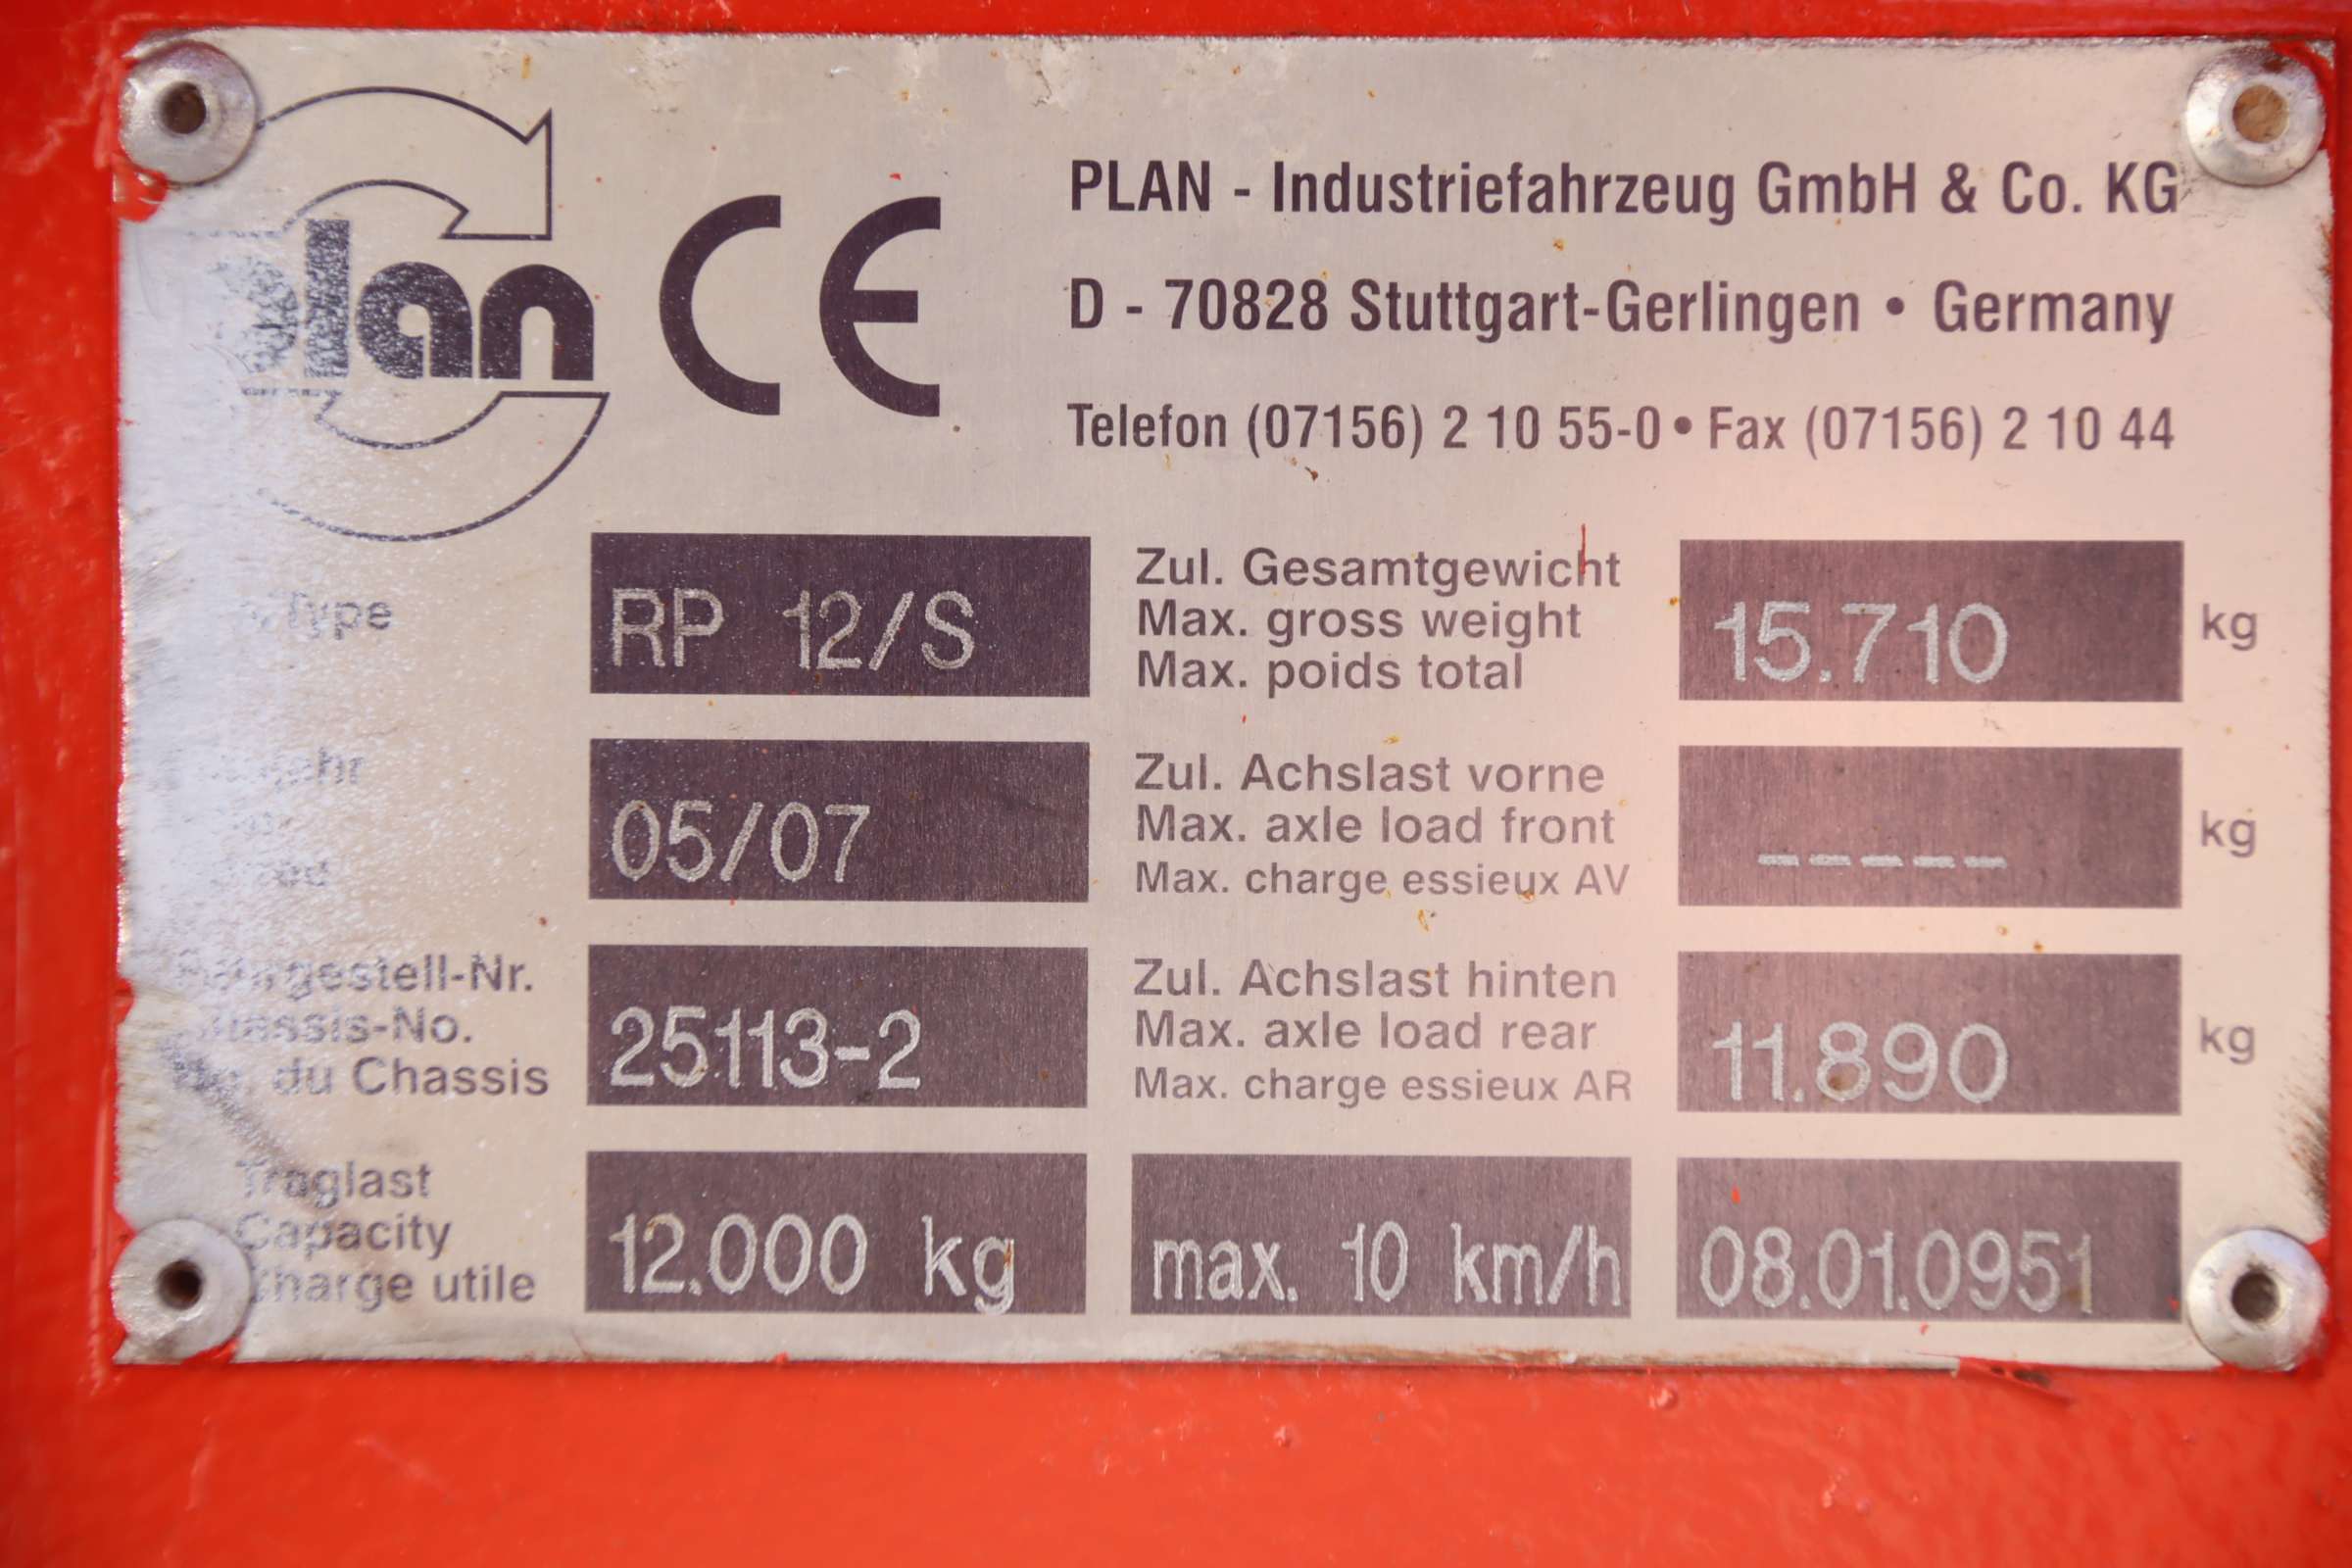 plan CE
PLAN - Industriefahrzeug GmbH & Co. KG
D - 70828 Stuttgart-Gerlingen • Germany
Telefon (07156) 2 10 55-0 • Fax (07156) 2 10 44
Type
RP 12/S
Zul. Gesamtgewicht
Max. gross weight
Max. poids total
15.710 kg
05/07
Zul. Achslast vorne
Max. axle load front
Max. charge essieux AV
----- kg
Fahrgestell-Nr.
Chassis-No.
du Chassis
25113-2
Zul. Achslast hinten
Max. axle load rear
Max. charge essieux AR
11.890 kg
Traglast
Capacity
Charge utile
12.000 kg
max. 10 km/h
08.01.0951